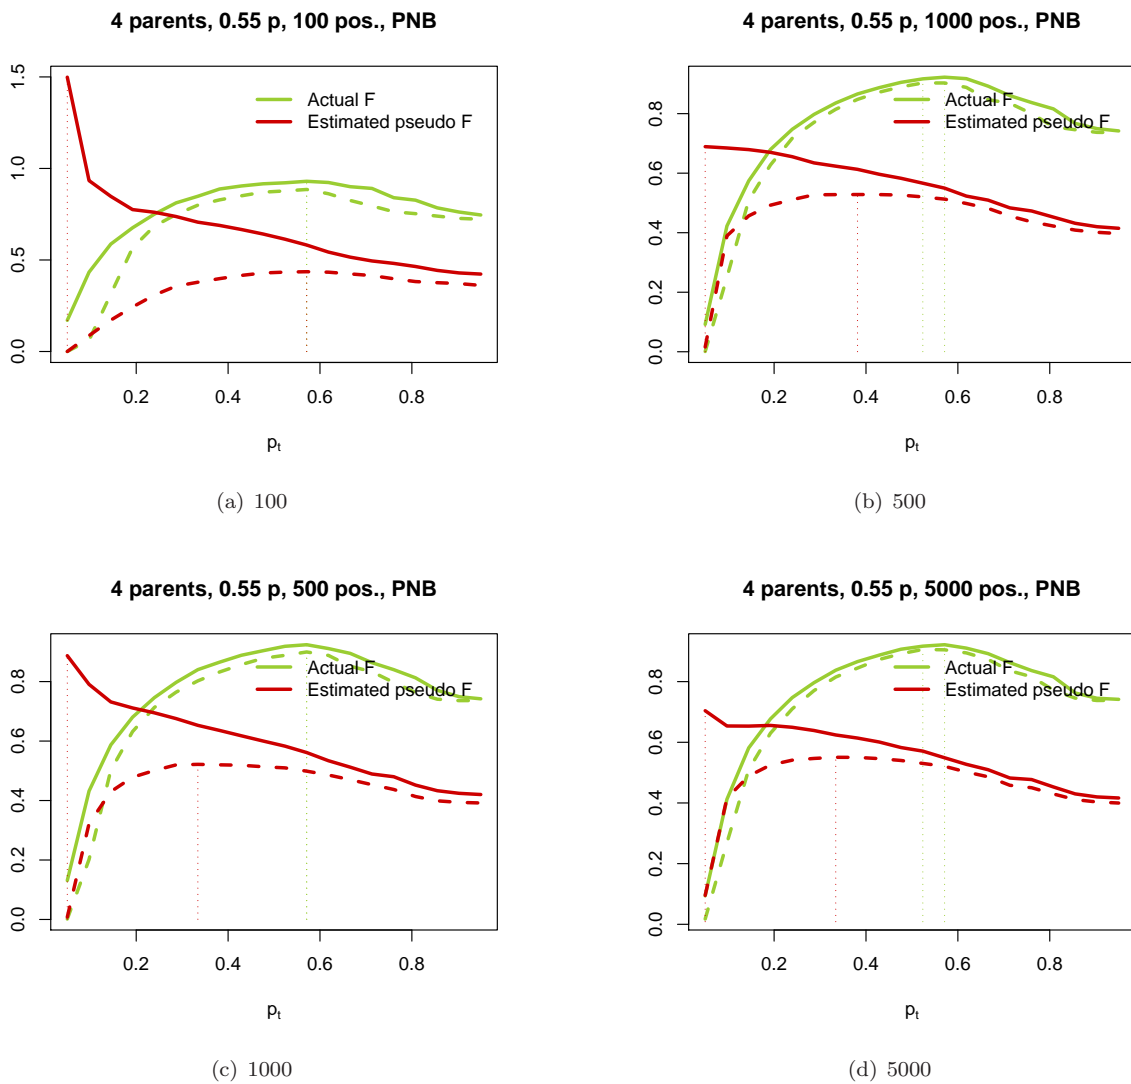 4 parents, 0.55 p, 100 pos., PNB
1.5
1.0
0.5
0.0
Actual F
Estimated pseudo F
0.2 0.4 0.6 0.8
pt
(a) 100
4 parents, 0.55 p, 1000 pos., PNB
0.8
0.6
0.4
0.2
0.0
Actual F
Estimated pseudo F
0.2 0.4 0.6 0.8
pt
(b) 500
4 parents, 0.55 p, 500 pos., PNB
0.8
0.6
0.4
0.2
0.0
Actual F
Estimated pseudo F
0.2 0.4 0.6 0.8
pt
(c) 1000
4 parents, 0.55 p, 5000 pos., PNB
0.8
0.6
0.4
0.2
0.0
Actual F
Estimated pseudo F
0.2 0.4 0.6 0.8
pt
(d) 5000